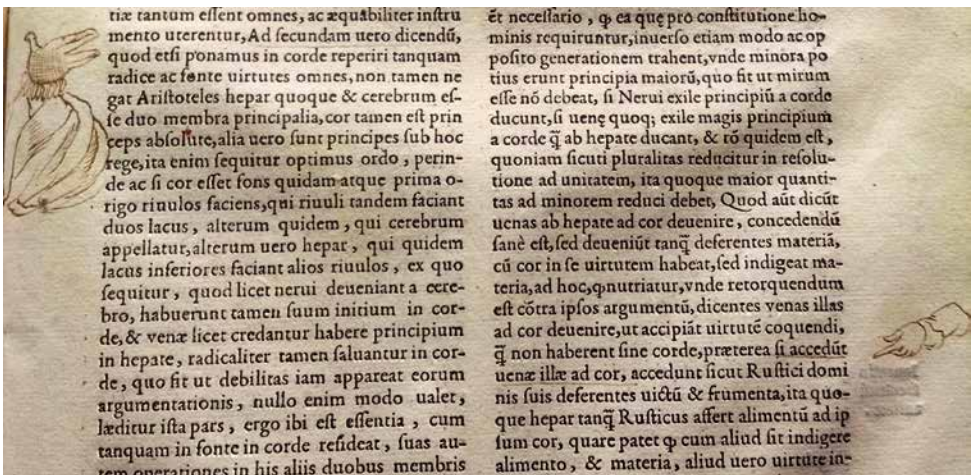 tiæ tantum essent omnes, ac æquabiliter instru
mento uterentur, Ad secundam uero dicendũ,
quod etsi ponamus in corde reperiri tanquam
radice ac fonte uirtutes omnes, non tamen ne
gat Aristoteles hepar quoque & cerebrum es-
se duo membra principalia, cor tamen est prin
ceps absolute, alia uero sunt principes sub hoc
rege, ita enim sequitur optimus ordo, perin-
de ac si cor esset fons quidam atque prima o-
rigo riuulos faciens, qui riuuli tandem faciant
duos lacus, alterum quidem, qui cerebrum
appellatur, alterum uero hepar, qui quidem
lacus inferiores faciant alios riuulos, ex quo
sequitur, quod licet nerui deueniant a cere-
bro, habuerunt tamen suum initium in cor-
de, & venæ licet credantur habere principium
in hepate, radicaliter tamen saluantur in cor-
de, quo fit ut debilitas iam appareat eorum
argumentationis, nullo enim modo ualet,
læditur ista pars, ergo ibi est essentia, cum
tanquam in fonte in corde resideat, suas au-
tem operationes in his aliis duobus membris
et necessario, ꝙ ea quę pro constitutione ho-
minis requiruntur, inuerso etiam modo ac op
posito generationem trahent, vnde minora po
tius erunt principia maiorũ, quo fit ut mirum
esse nõ debeat, si Nerui exile principiũ a corde
ducunt, si uenę quoq; exile magis principium
a corde q̃ ab hepate ducant, & rõ quidem est,
quoniam sicuti pluralitas reducitur in resolu-
tione ad unitatem, ita quoque maior quanti-
tas ad minorem reduci debet, Quod aũt dicũt
uenas ab hepate ad cor deuenire, concedendũ
sanè est, sed deueniũt tanq̃ deferentes materiã,
cũ cor in se uirtutem habeat, sed indigeat ma-
teria, ad hoc, ꝙ nutriatur, vnde retorquendum
est cõtra ipsos argumentũ, dicentes venas illas
ad cor deuenire, ut accipiãt uirtutẽ coquendi,
q̃ non haberent sine corde, præterea si accedũt
uenæ illæ ad cor, accedunt sicut Rustici domi
nis suis deferentes uictũ & frumenta, ita quo-
que hepar tanq̃ Rusticus affert alimentũ ad ip
sum cor, quare patet ꝙ cum aliud sit indigere
alimento, & materia, aliud uero uirtute in-